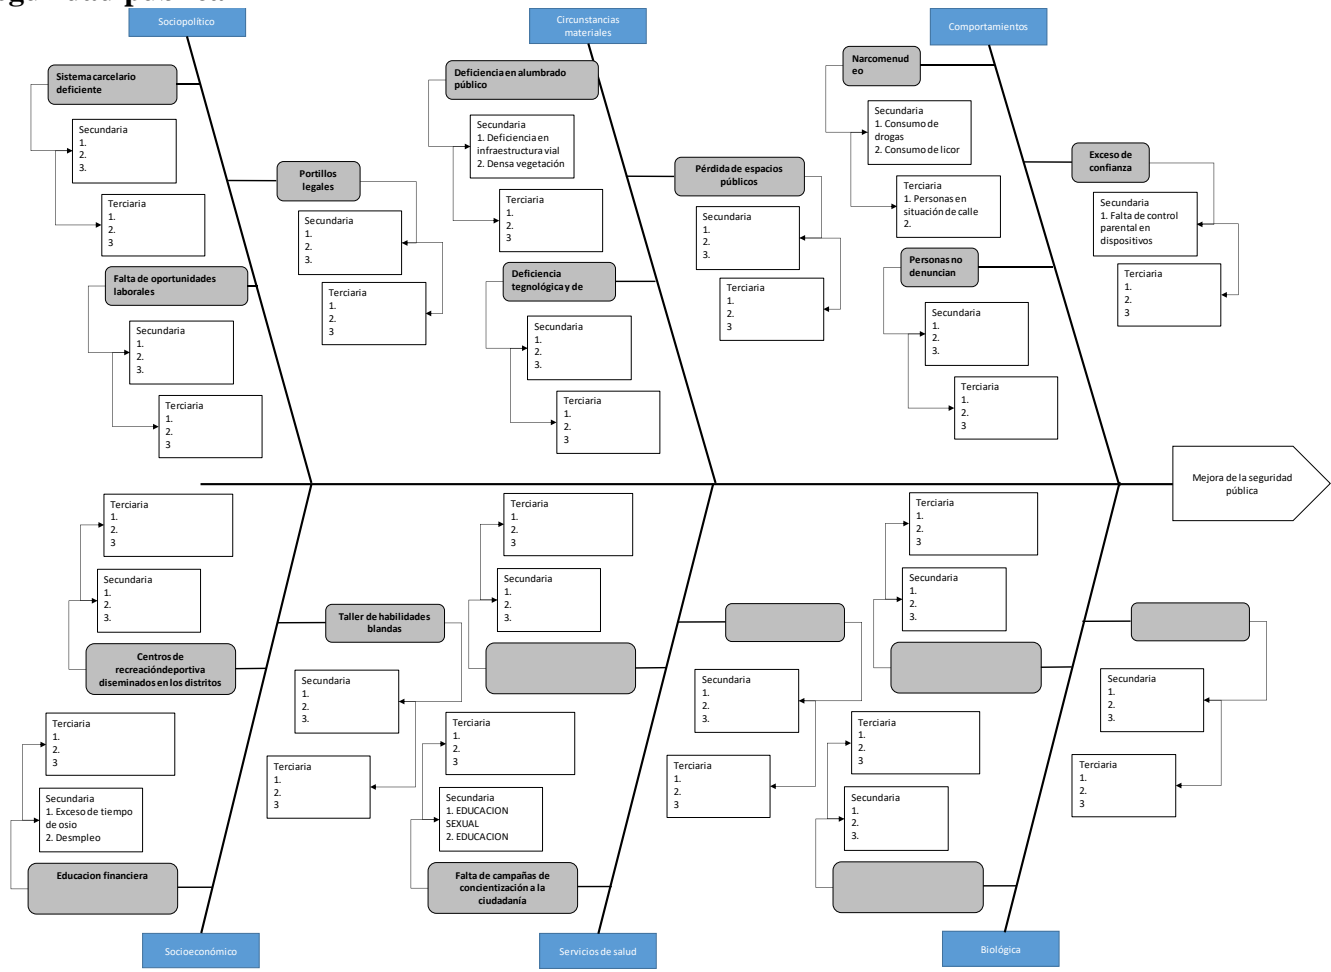 Sociopolítico
Circunstancias
materiales
Comportamientos
Sistema carcelario
deficiente
Secundaria
1.
2.
3.
Terciaria
1.
2.
3
Portillos
legales
Secundaria
1.
2.
3.
Terciaria
1.
2.
3
Falta de oportunidades
laborales
Secundaria
1.
2.
3.
Terciaria
1.
2.
3
Deficiencia en alumbrado
público
Secundaria
1. Deficiencia en
infraestructura vial
2. Densa vegetación
Terciaria
1.
2.
3
Pérdida de espacios
públicos
Secundaria
1.
2.
3.
Terciaria
1.
2.
3
Deficiencia
tegnológica y de
Secundaria
1.
2.
3.
Terciaria
1.
2.
3
Narcomenud
eo
Secundaria
1. Consumo de
drogas
2. Consumo de licor
Terciaria
1. Personas en
situación de calle
2.
Exceso de
confianza
Secundaria
1. Falta de control
parental en
dispositivos
Terciaria
1.
2.
3
Personas no
denuncian
Secundaria
1.
2.
3.
Terciaria
1.
2.
3
Mejora de la seguridad
pública
Terciaria
1.
2.
3
Secundaria
1.
2.
3.
Centros de
recreación deportiva
diseminados en los distritos
Taller de habilidades
blandas
Secundaria
1.
2.
3.
Terciaria
1.
2.
3
Terciaria
1.
2.
3
Secundaria
1. Exceso de tiempo
de osio
2. Desmpleo
Educacion financiera
Socioeconómico
Terciaria
1.
2.
3
Secundaria
1.
2.
3.
Secundaria
1.
2.
3.
Terciaria
1.
2.
3
Terciaria
1.
2.
3
Secundaria
1. EDUCACION
SEXUAL
2. EDUCACION
Falta de campañas de
concientización a la
ciudadanía
Servicios de salud
Terciaria
1.
2.
3
Secundaria
1.
2.
3.
Secundaria
1.
2.
3.
Terciaria
1.
2.
3
Terciaria
1.
2.
3
Secundaria
1.
2.
3.
Biológica